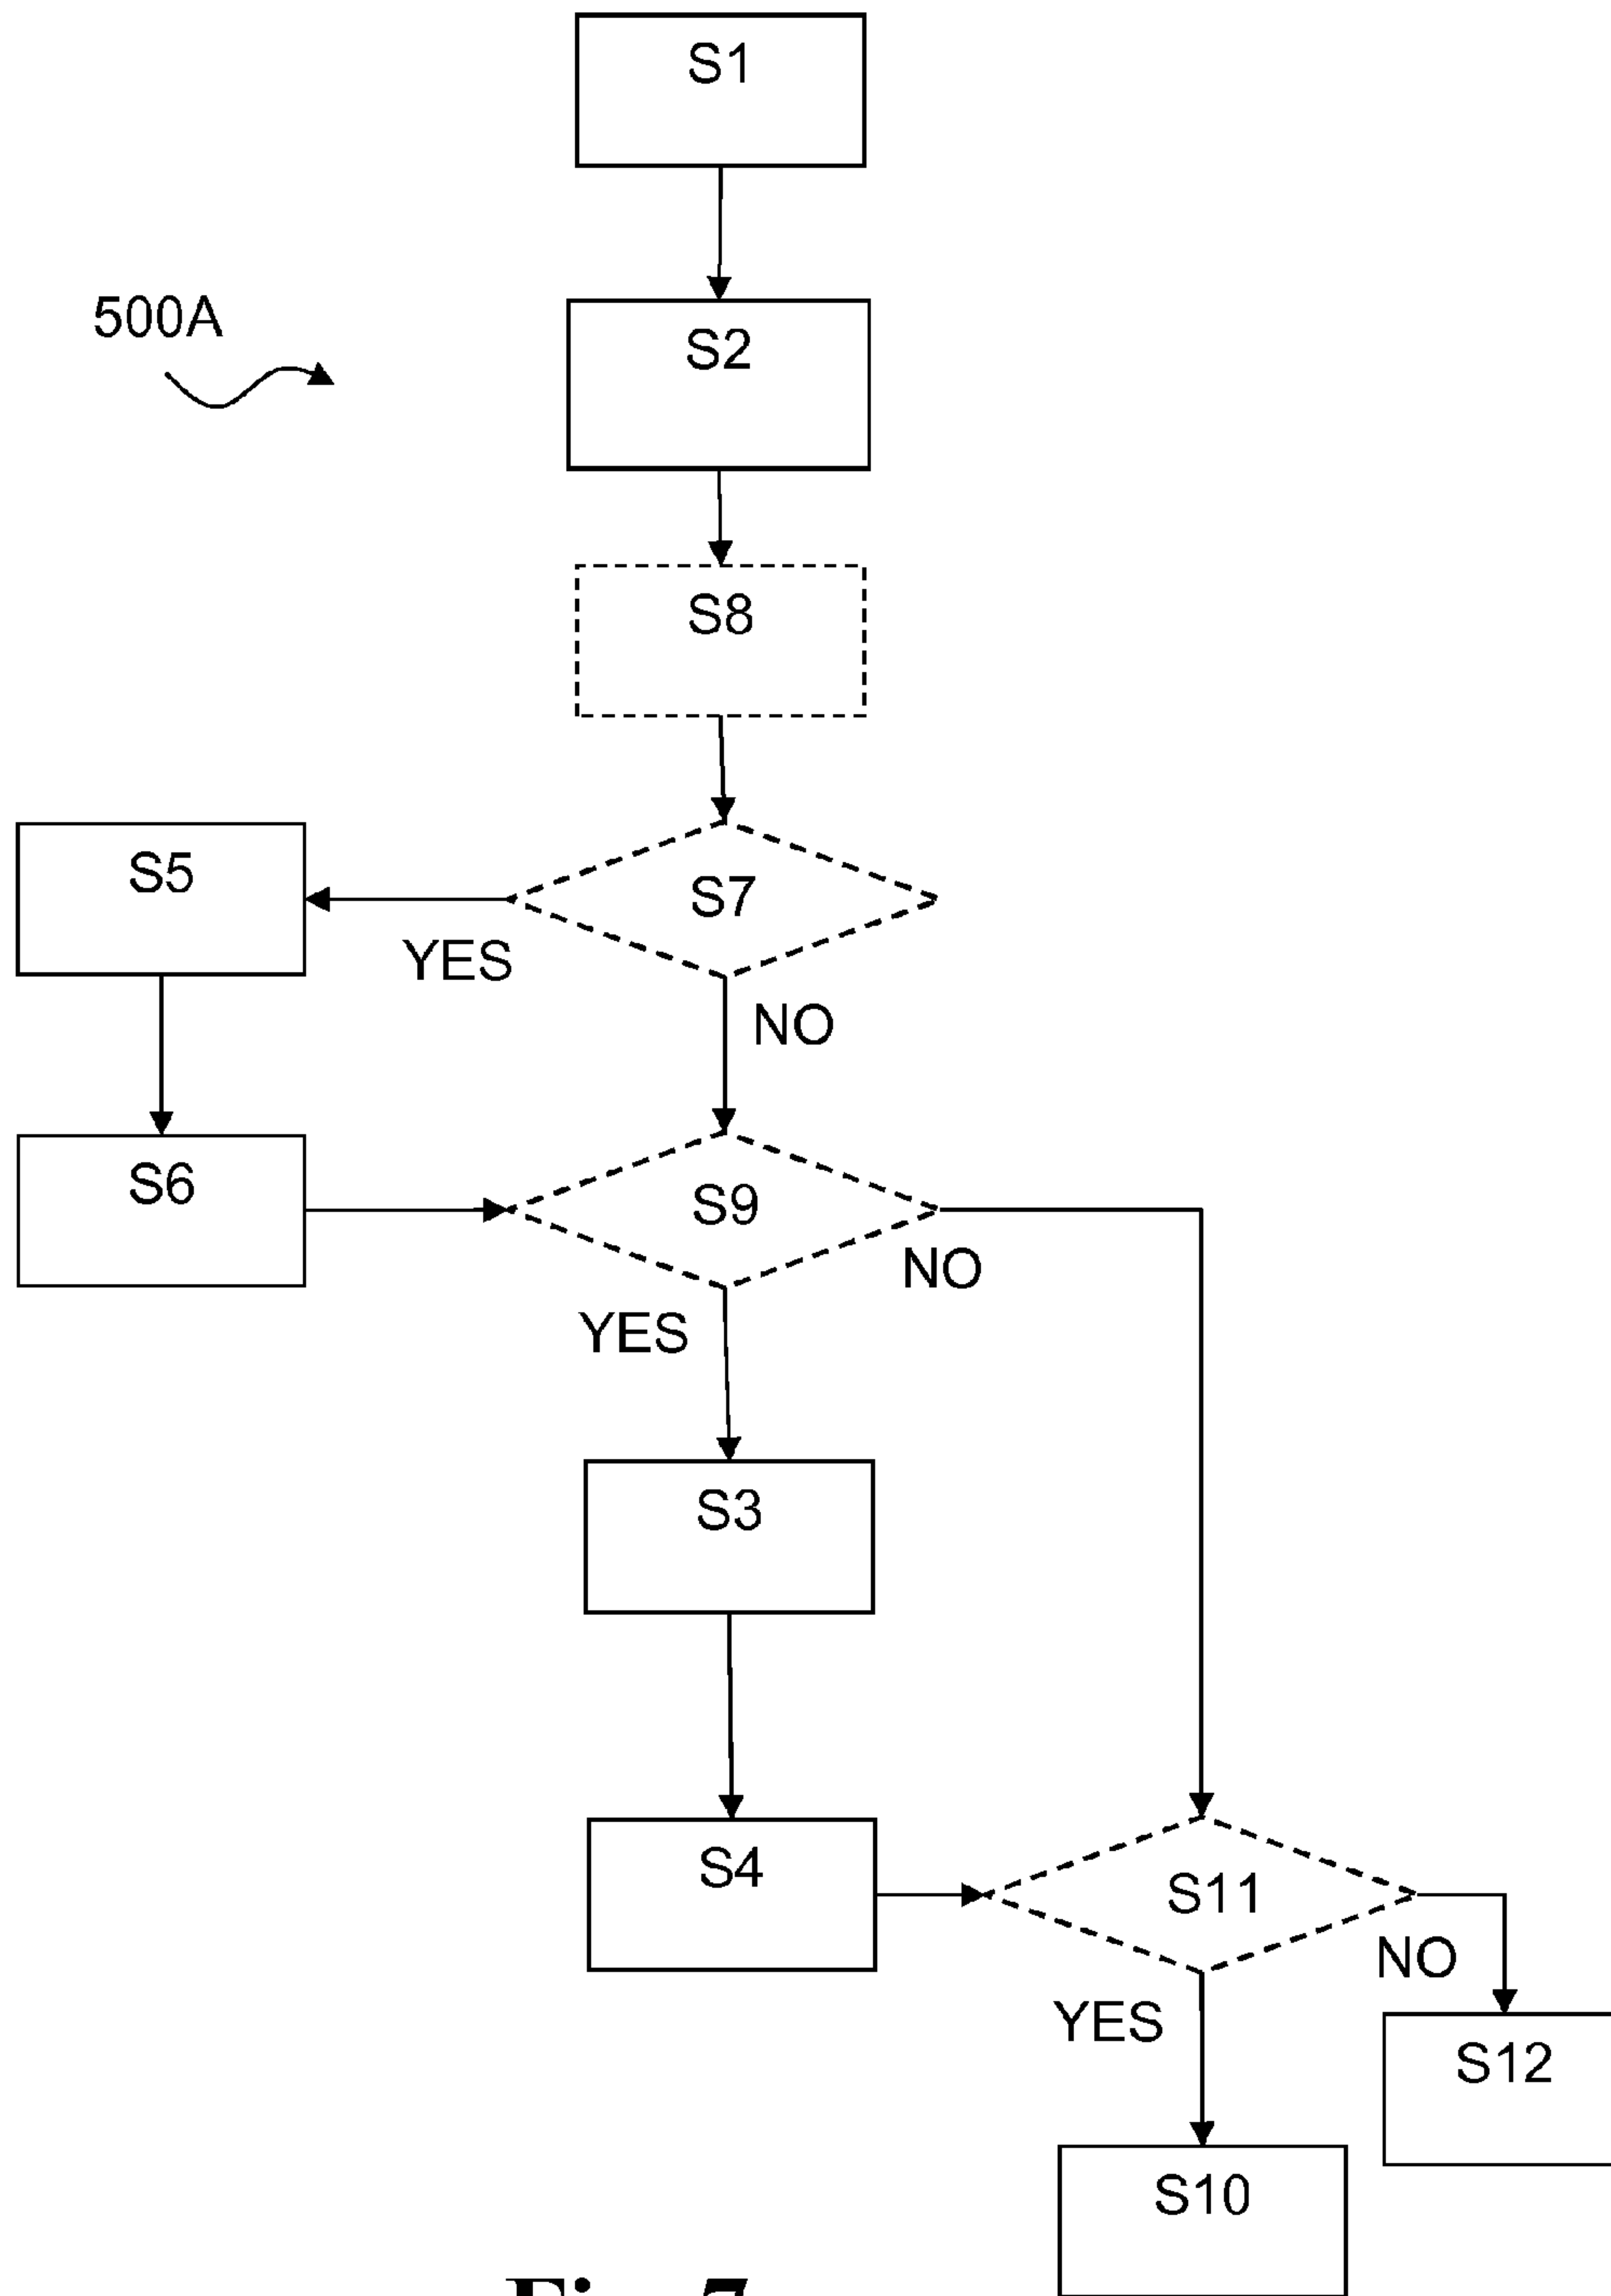 S1
500A
S2
S8
S5
S7
YES
NO
S6
S9
NO
YES
S3
S4
S11
NO
YES
S12
S10